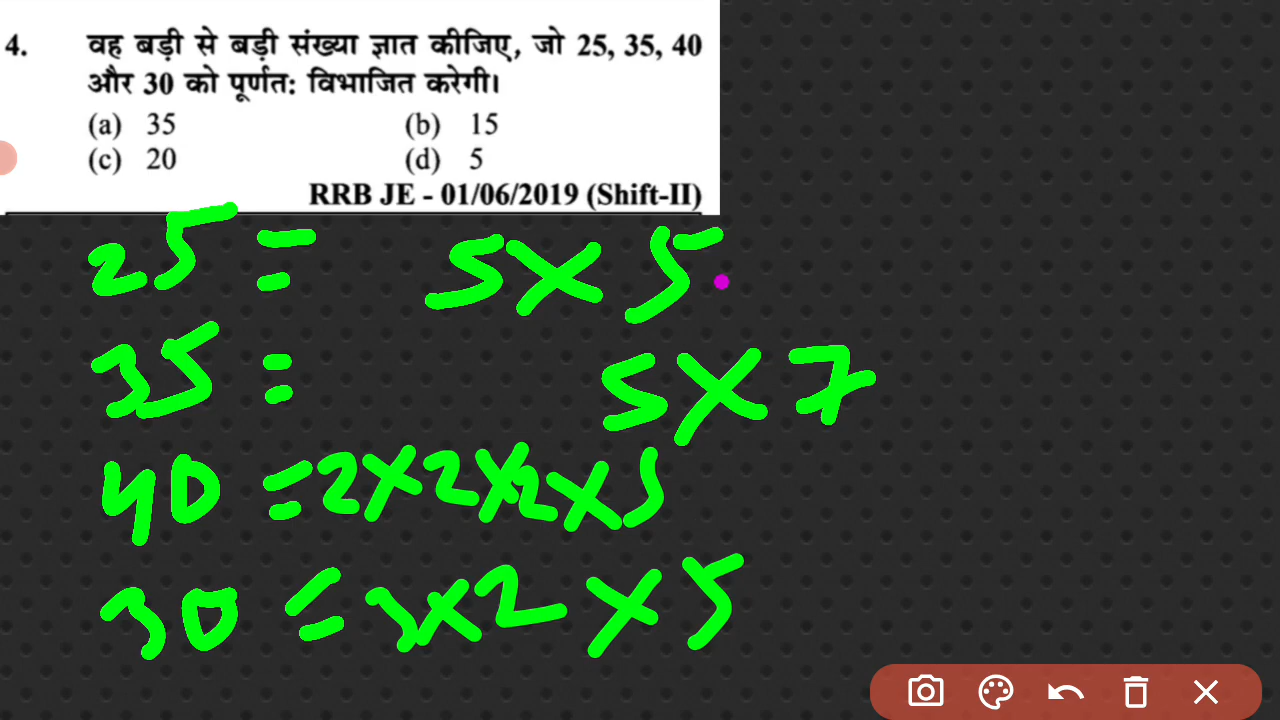 4. वह बड़ी से बड़ी संख्या ज्ञात कीजिए, जो 25, 35, 40
और 30 को पूर्णत: विभाजित करेगी।
(a) 35 (b) 15
(c) 20 (d) 5
RRB JE - 01/06/2019 (Shift-II)
25 = 5 x 5
35 = 5 x 7
40 = 2 x 2 x 2 x 5
30 = 3 x 2 x 5